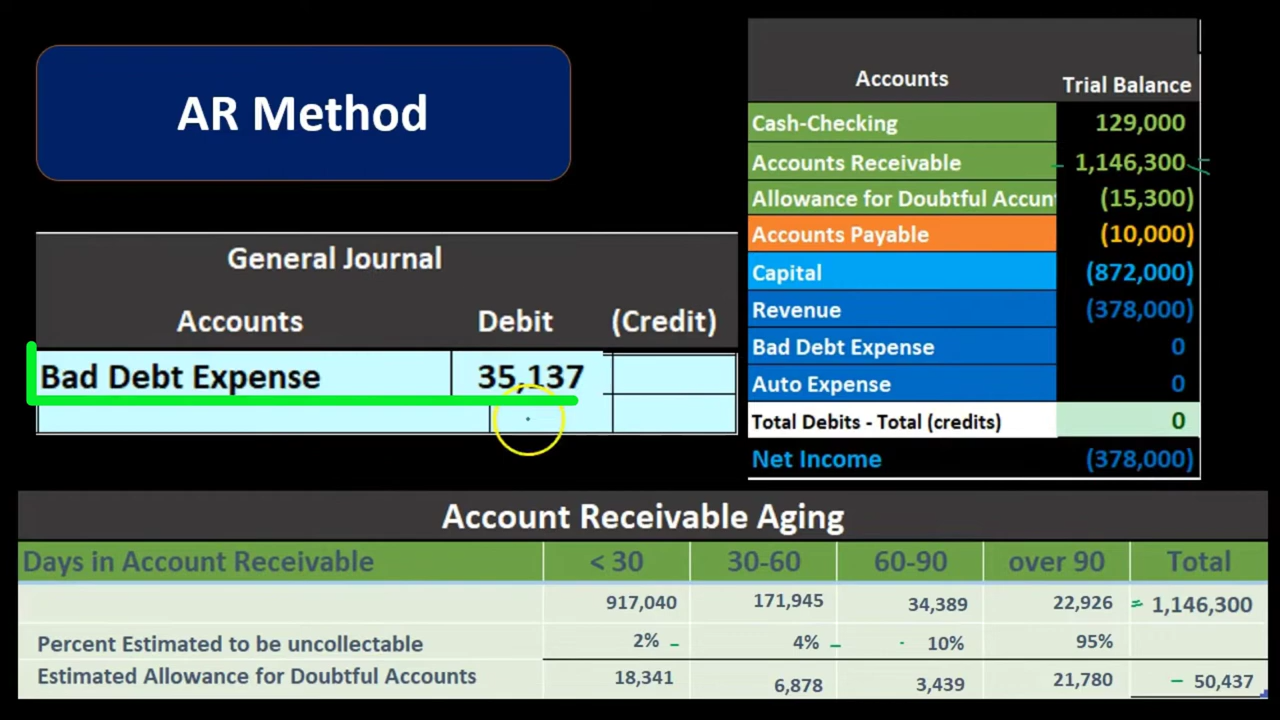 AR Method
General Journal
Accounts Debit (Credit)
Bad Debt Expense 35,137
Accounts Trial Balance
Cash-Checking 129,000
Accounts Receivable 1,146,300
Allowance for Doubtful Accun (15,300)
Accounts Payable (10,000)
Capital (872,000)
Revenue (378,000)
Bad Debt Expense 0
Auto Expense 0
Total Debits - Total (credits) 0
Net Income (378,000)
Account Receivable Aging
Days in Account Receivable < 30 30-60 60-90 over 90 Total
917,040 171,945 34,389 22,926 1,146,300
Percent Estimated to be uncollectable 2% 4% 10% 95%
Estimated Allowance for Doubtful Accounts 18,341 6,878 3,439 21,780 50,437